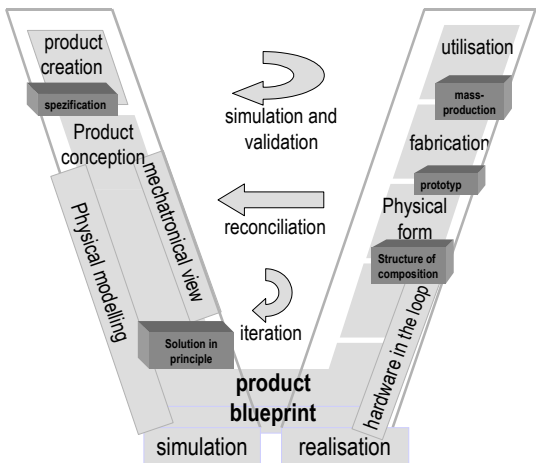 product
creation
spezification
Product
conception
mechatronical view
Physical modelling
Solution in
principle
simulation and
validation
reconciliation
iteration
utilisation
mass-
production
fabrication
prototyp
Physical
form
Structure of
composition
hardware in the loop
product
blueprint
simulation
realisation